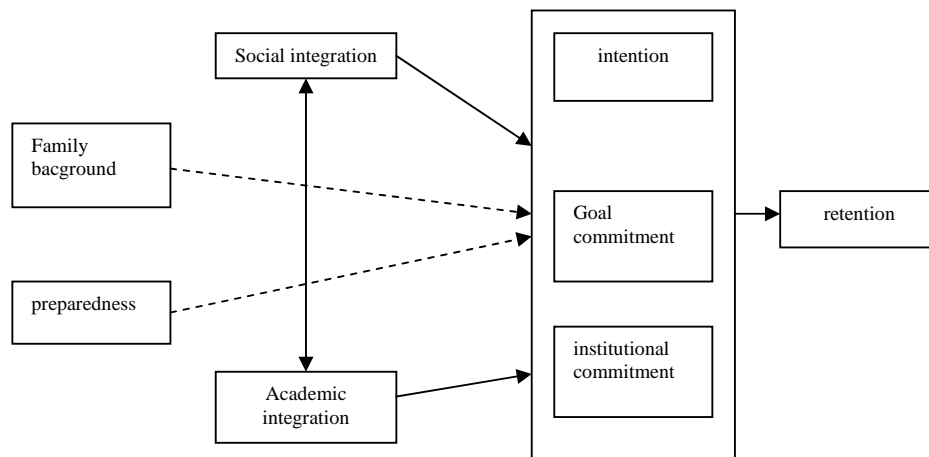 Social integration
intention
Family
bacground
Goal
commitment
retention
preparedness
institutional
commitment
Academic
integration